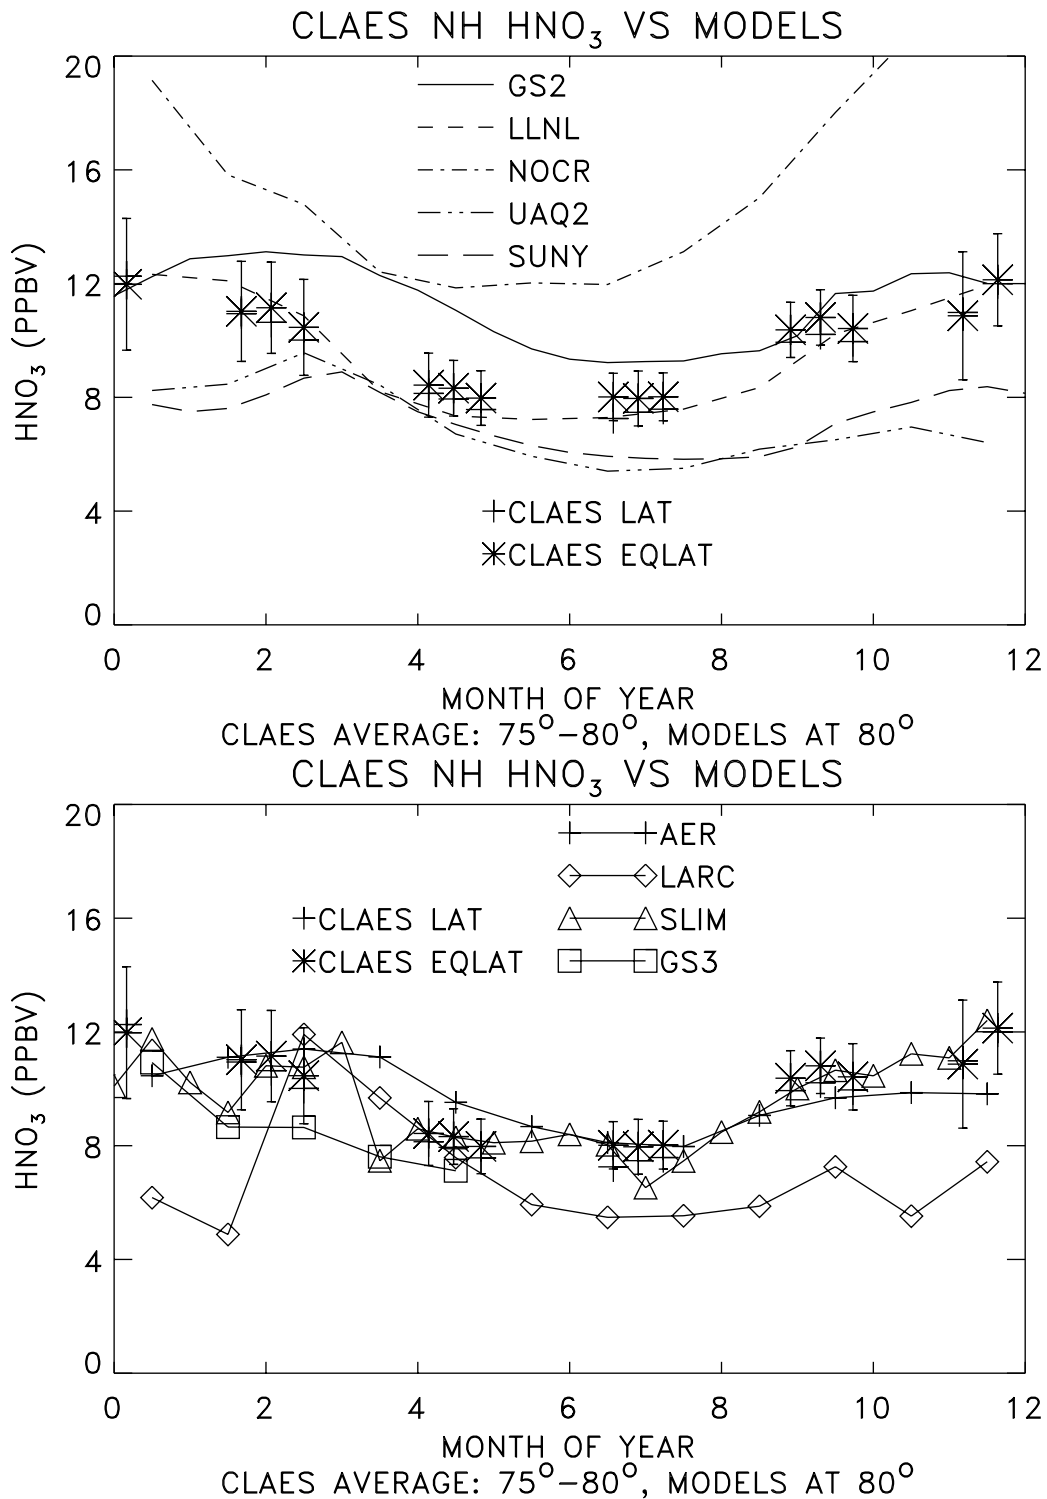 CLAES NH HNO₃ VS MODELS
20
GS2
LLNL
16
NOCR
UAQ2
SUNY
12
HNO₃ (PPBV)
8
4
CLAES LAT
CLAES EQLAT
0
0 2 4 6 8 10 12
MONTH OF YEAR
CLAES AVERAGE: 75°–80°, MODELS AT 80°
CLAES NH HNO₃ VS MODELS
20
AER
LARC
16
CLAES LAT
SLIM
CLAES EQLAT
GS3
12
HNO₃ (PPBV)
8
4
0
0 2 4 6 8 10 12
MONTH OF YEAR
CLAES AVERAGE: 75°–80°, MODELS AT 80°